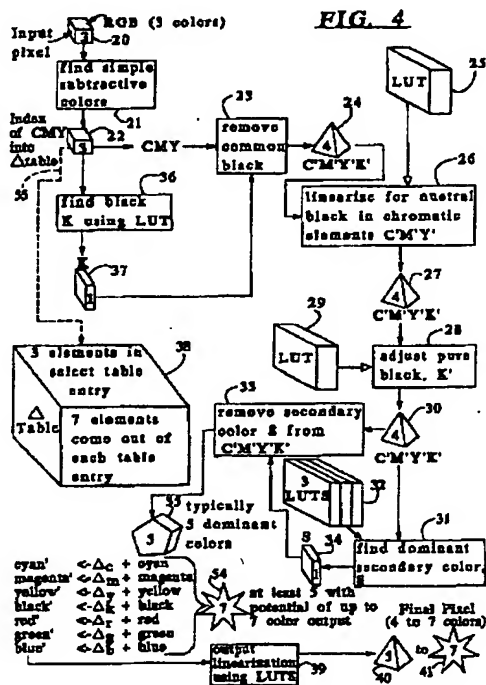 FIG. 4
RGB (3 colors)
Input pixel
3
20
find simple subtractive colors
21
Index of CMY into Δtable
22
3
CMY
23
remove common black
24
4
C'M'Y'K'
LUT
25
26
linearize for neutral black in chromatic elements C'M'Y'
55
36
find black K using LUT
K
37
1
27
4
C'M'Y'K'
29
LUT
28
adjust pure black, K'
30
4
C'M'Y'K'
38
3 elements in select table entry
Δ Table
7 elements come out of each table entry
33
remove secondary color S from C'M'Y'K'
3 LUTS
32
31
find dominant secondary color, S
S
34
1
35
5
typically 5 dominant colors
cyan' <-Δc + cyan
magenta' <-Δm + magenta
yellow' <-Δy + yellow
black' <-Δk + black
red' <-Δr + red
green' <-Δg + green
blue' <-Δb + blue
54
7
at least 5 with potential of up to 7 color output
output linearization using LUTS
39
Final Pixel (4 to 7 colors)
40
to
7
41